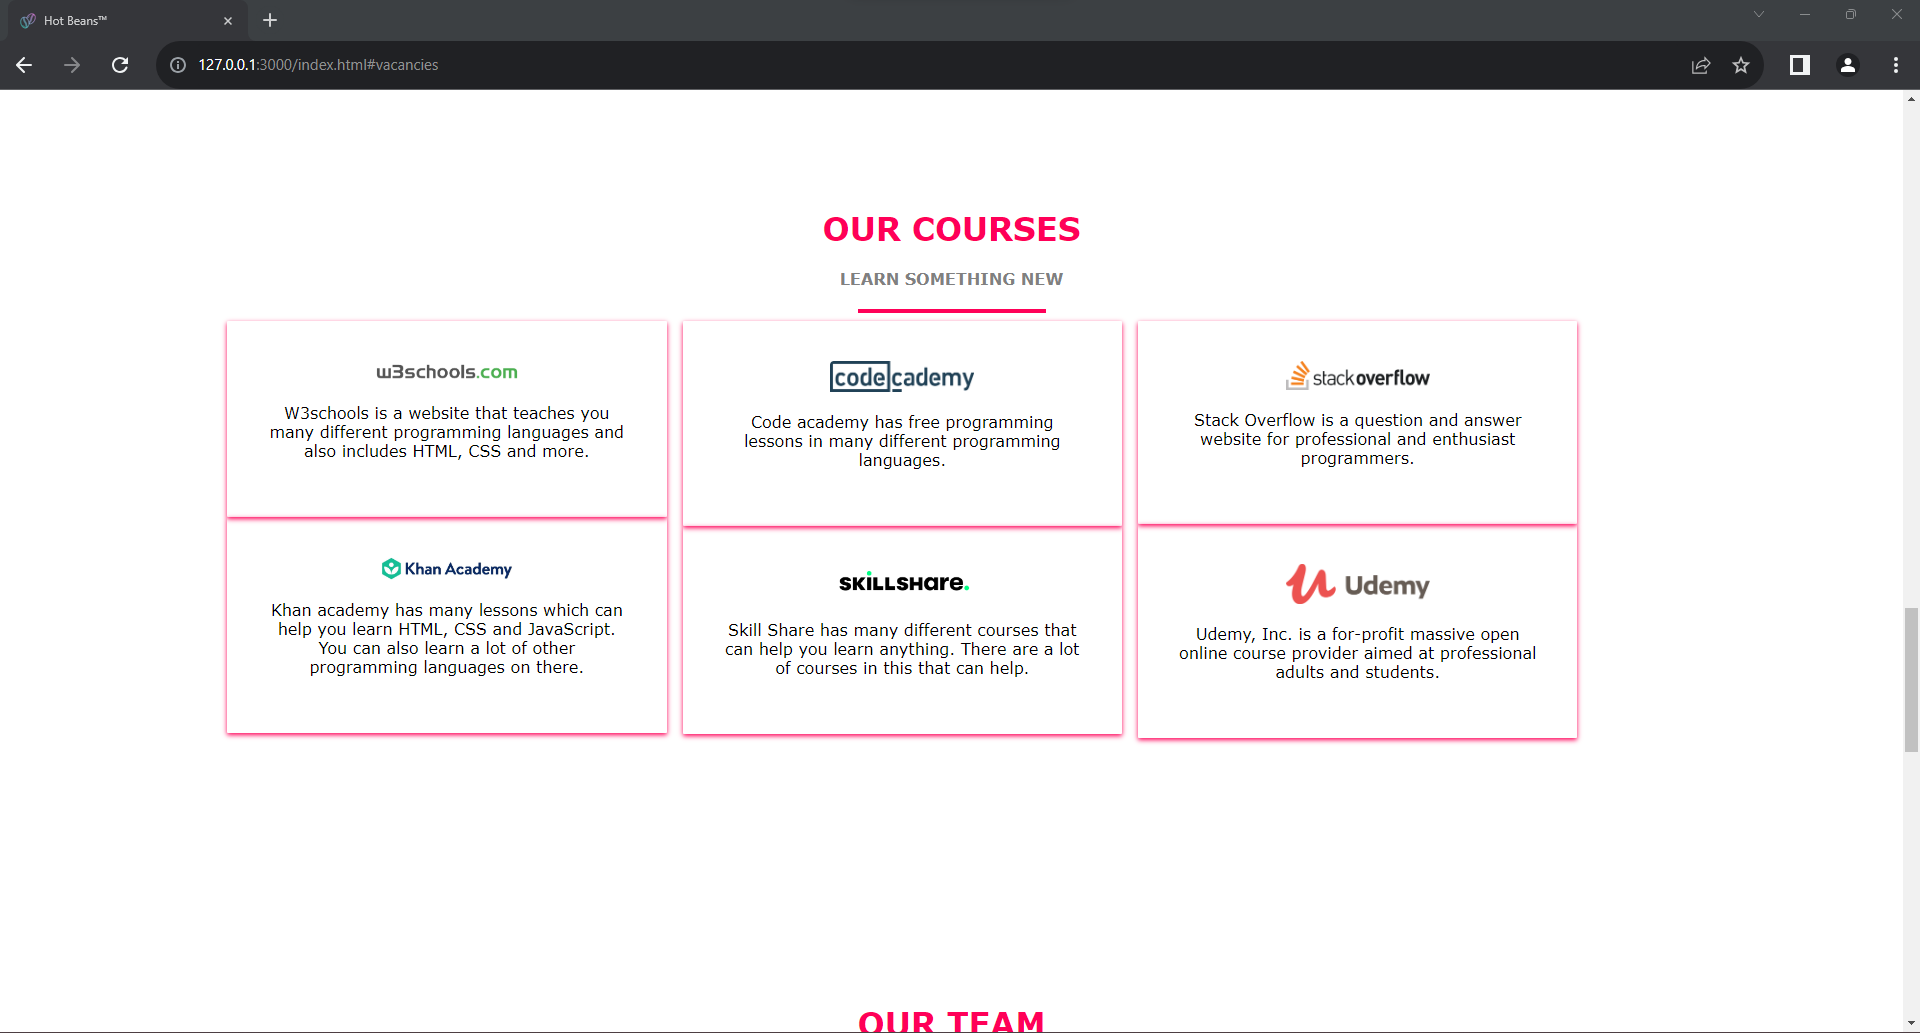 Hot Beans™
127.0.0.1:3000/index.html#vacancies
OUR COURSES
LEARN SOMETHING NEW
w3schools.com
W3schools is a website that teaches you
many different programming languages and
also includes HTML, CSS and more.
codecademy
Code academy has free programming
lessons in many different programming
languages.
stackoverflow
Stack Overflow is a question and answer
website for professional and enthusiast
programmers.
Khan Academy
Khan academy has many lessons which can
help you learn HTML, CSS and JavaScript.
You can also learn a lot of other
programming languages on there.
SKILLSHARE.
Skill Share has many different courses that
can help you learn anything. There are a lot
of courses in this that can help.
Udemy
Udemy, Inc. is a for-profit massive open
online course provider aimed at professional
adults and students.
OUR TEAM